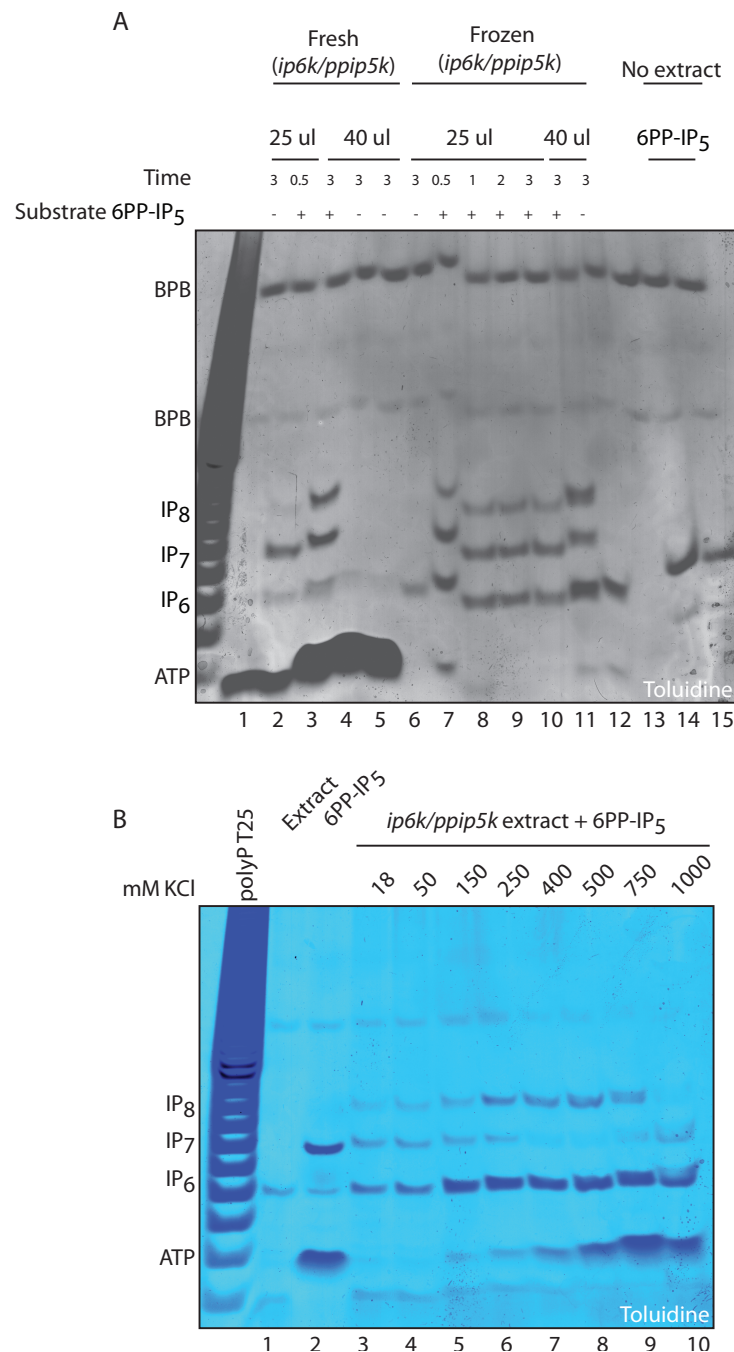 A
Fresh
(ip6k/ppip5k)
Frozen
(ip6k/ppip5k)
No extract
25 ul 40 ul 25 ul 40 ul 6PP-IP5
Time 3 0.5 3 3 3 3 0.5 1 2 3 3 3
Substrate 6PP-IP5 - + + - - - + + + + + -
BPB
BPB
IP8
IP7
IP6
ATP
Toluidine
1 2 3 4 5 6 7 8 9 10 11 12 13 14 15
B
polyP T25
Extract
6PP-IP5
ip6k/ppip5k extract + 6PP-IP5
mM KCl 18 50 150 250 400 500 750 1000
IP8
IP7
IP6
ATP
Toluidine
1 2 3 4 5 6 7 8 9 10